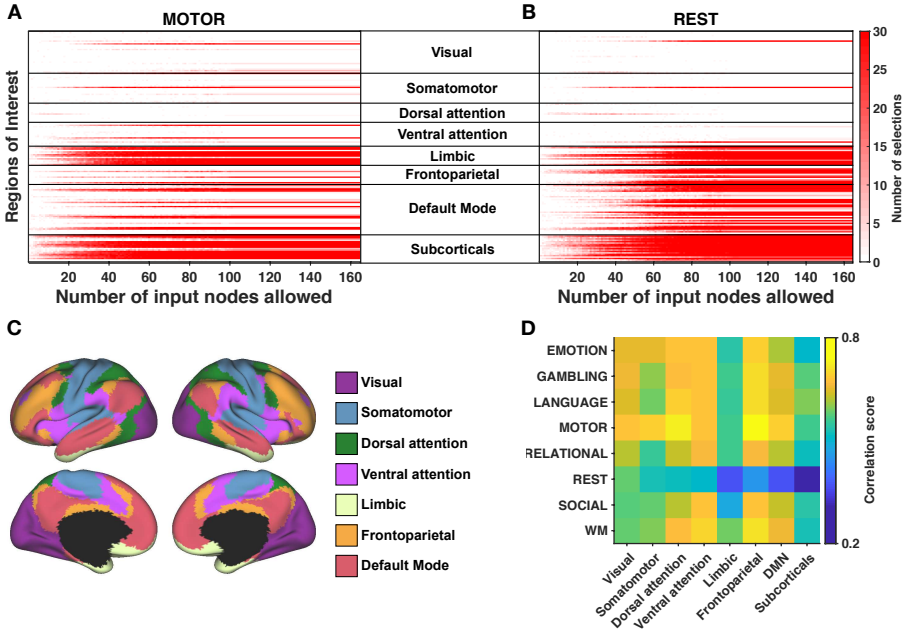 A
MOTOR
B
REST
Regions of Interest
Visual
Somatomotor
Dorsal attention
Ventral attention
Limbic
Frontoparietal
Default Mode
Subcorticals
20 40 60 80 100 120 140 160
Number of input nodes allowed
20 40 60 80 100 120 140 160
Number of input nodes allowed
30
25
20
15
10
5
0
Number of selections
C
Visual
Somatomotor
Dorsal attention
Ventral attention
Limbic
Frontoparietal
Default Mode
D
EMOTION
GAMBLING
LANGUAGE
MOTOR
RELATIONAL
REST
SOCIAL
WM
Visual
Somatomotor
Dorsal attention
Ventral attention
Limbic
Frontoparietal
DMN
Subcorticals
0.8
Correlation score
0.2